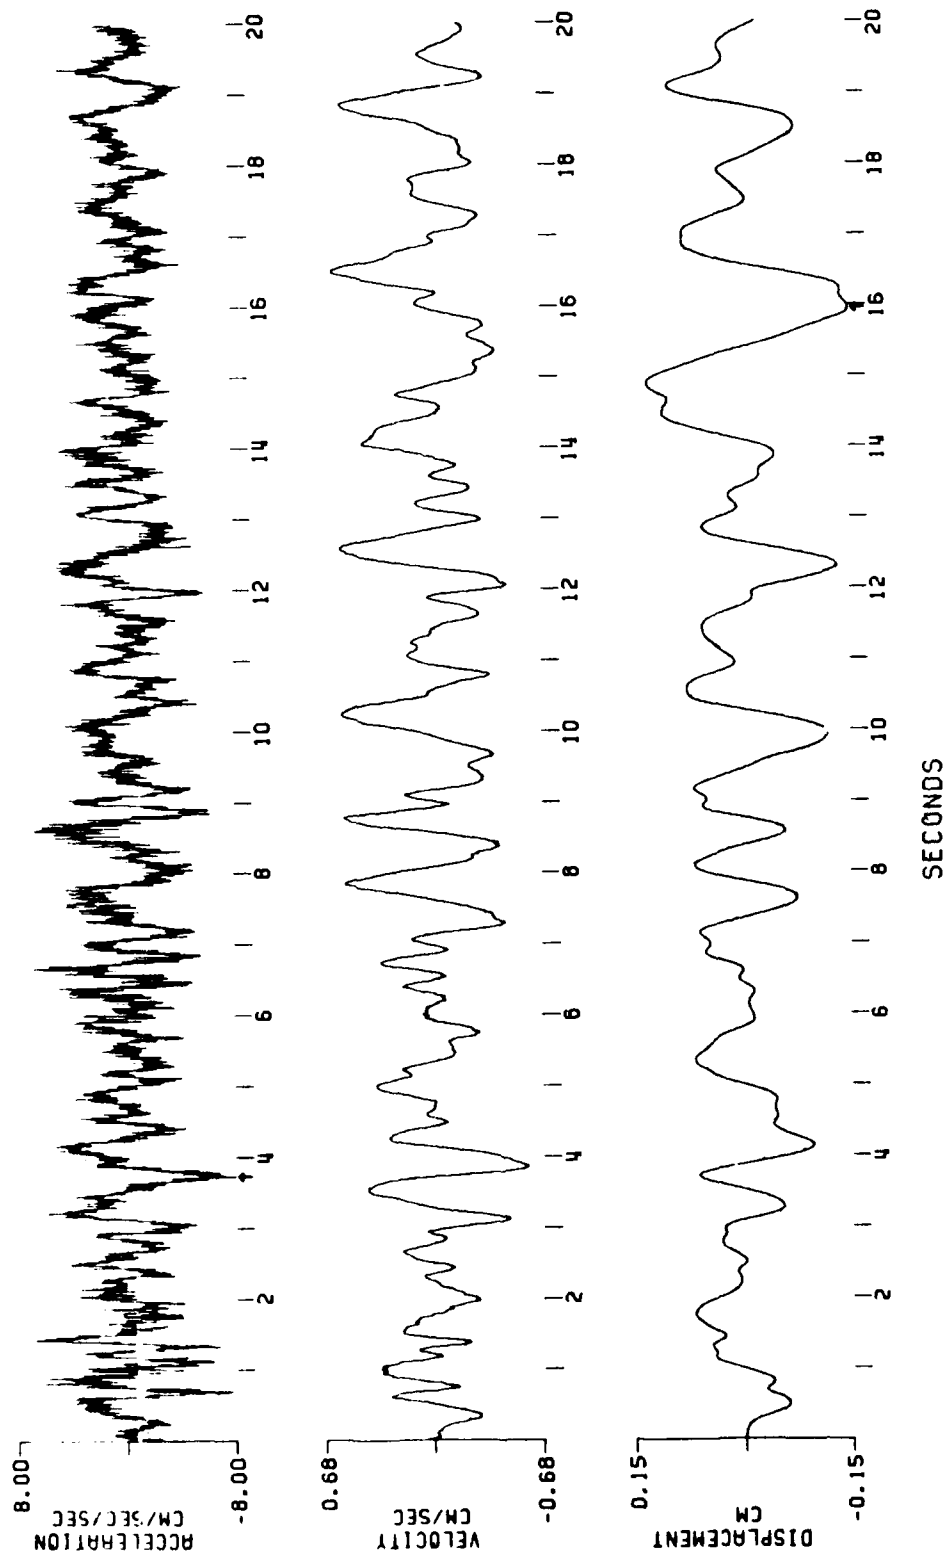 8.00
-8.00
ACCELERATION
CM/SEC/SEC
2 4 6 8 10 12 14 16 18 20
0.68
-0.68
VELOCITY
CM/SEC
2 4 6 8 10 12 14 16 18 20
0.15
-0.15
DISPLACEMENT
CM
2 4 6 8 10 12 14 16 18 20
SECONDS